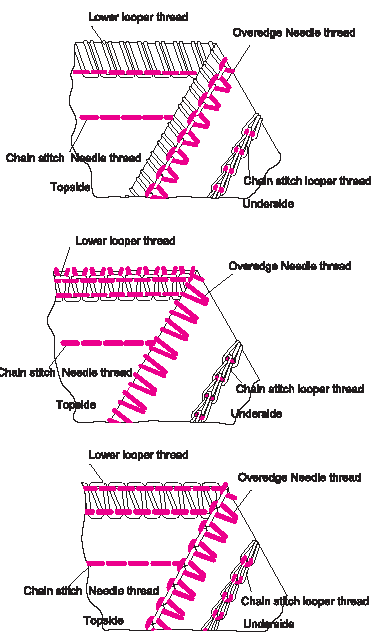 Lower looper thread
Overedge Needle thread
Chain stitch Needle thread
Chain stitch looper thread
Topside
Underside
Lower looper thread
Overedge Needle thread
Chain stitch Needle thread
Chain stitch looper thread
Topside
Underside
Lower looper thread
Overedge Needle thread
Chain stitch Needle thread
Chain stitch looper thread
Topside
Underside